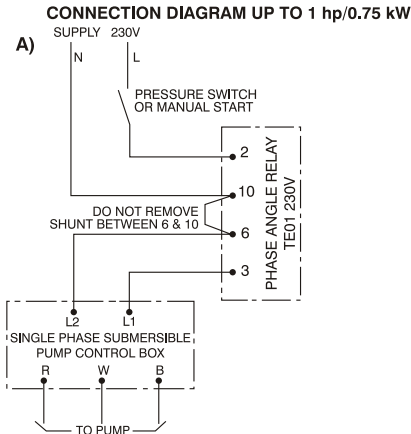 CONNECTION DIAGRAM UP TO 1 hp/0.75 kW
A)
SUPPLY 230V
N
L
PRESSURE SWITCH
OR MANUAL START
2
10
DO NOT REMOVE
SHUNT BETWEEN 6 & 10
6
3
PHASE ANGLE RELAY
TE01 230V
L2
L1
SINGLE PHASE SUBMERSIBLE
PUMP CONTROL BOX
R
W
B
TO PUMP